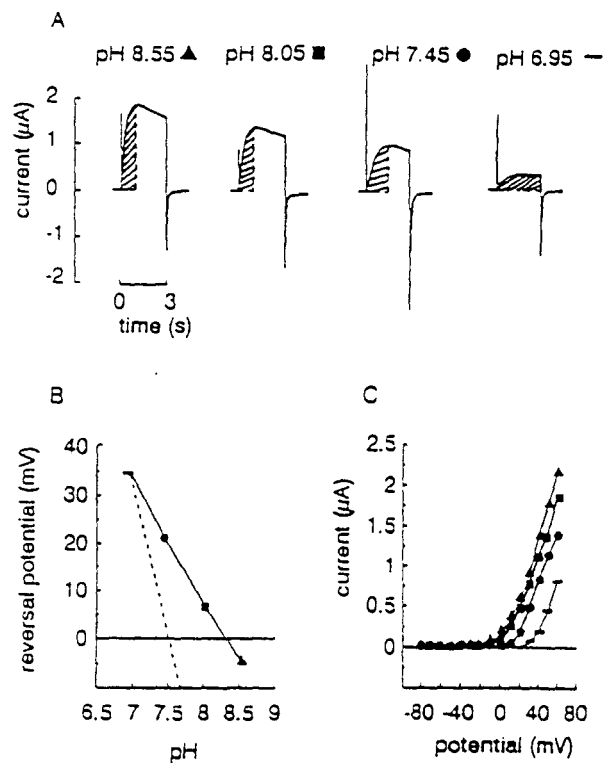 A
pH 8.55 ▲ pH 8.05 ■ pH 7.45 ● pH 6.95 –
current (µA)
2
1
0
-1
-2
0 3
time (s)
B
reversal potential (mV)
40
35
30
20
10
0
6.5 7 7.5 8 8.5 9
pH
C
current (µA)
2.5
2
1.5
1
0.5
0
-80 -40 0 40 80
potential (mV)